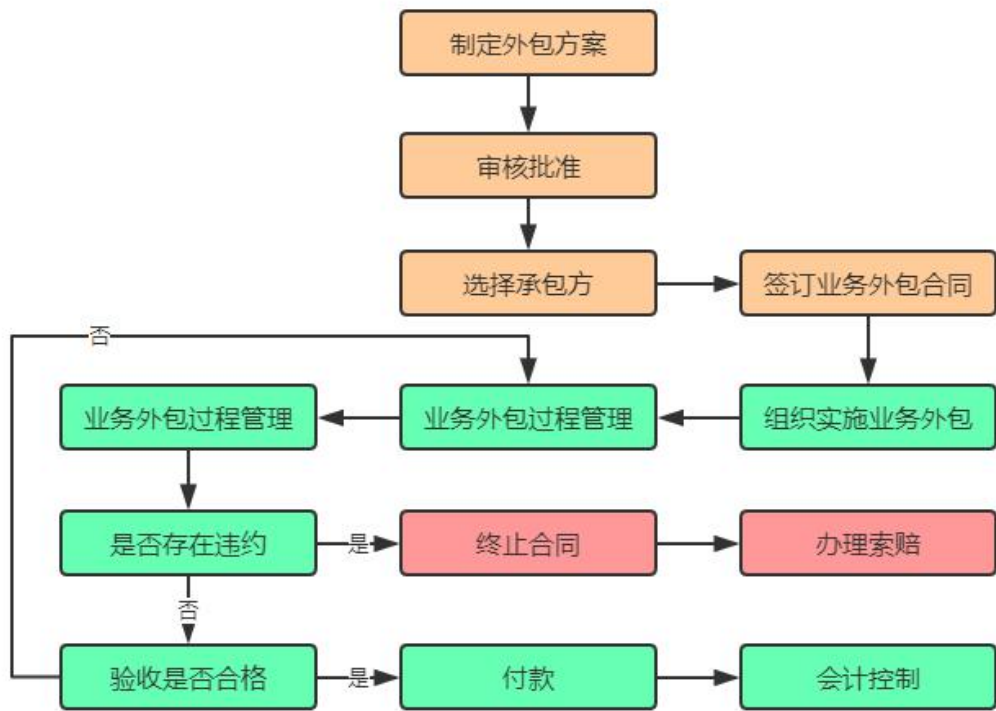 制定外包方案
审核批准
选择承包方
签订业务外包合同
否
业务外包过程管理
业务外包过程管理
组织实施业务外包
是否存在违约
是
终止合同
办理索赔
否
验收是否合格
是
付款
会计控制